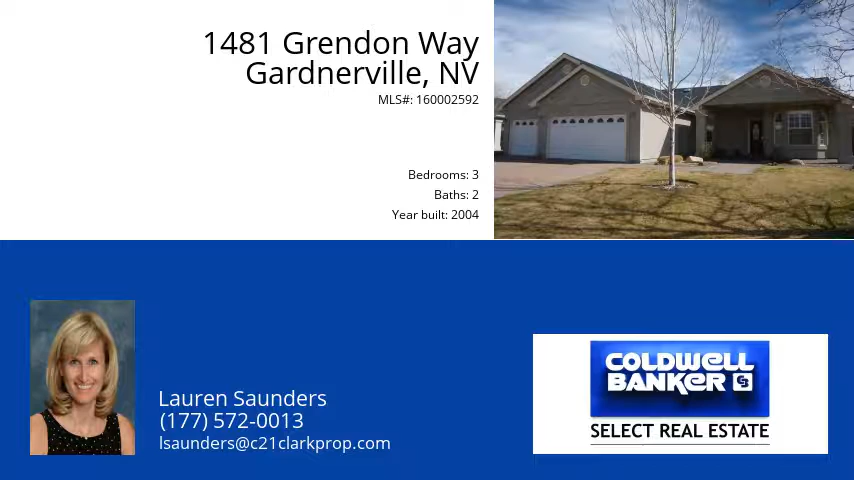 1481 Grendon Way
Gardnerville, NV
MLS#: 160002592
Bedrooms: 3
Baths: 2
Year built: 2004
Lauren Saunders
(177) 572-0013
lsaunders@c21clarkprop.com
COLDWELL
BANKER CB
SELECT REAL ESTATE